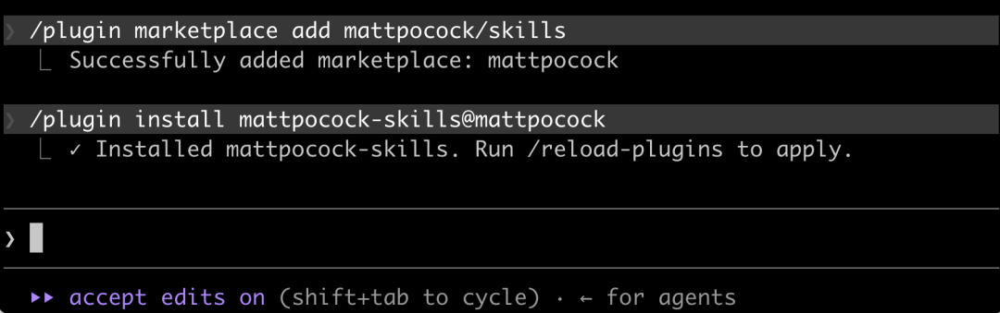 ❯ /plugin marketplace add mattpocock/skills
⎿ Successfully added marketplace: mattpocock
❯ /plugin install mattpocock-skills@mattpocock
⎿ ✓ Installed mattpocock-skills. Run /reload-plugins to apply.
❯
⏵⏵ accept edits on (shift+tab to cycle) · ← for agents